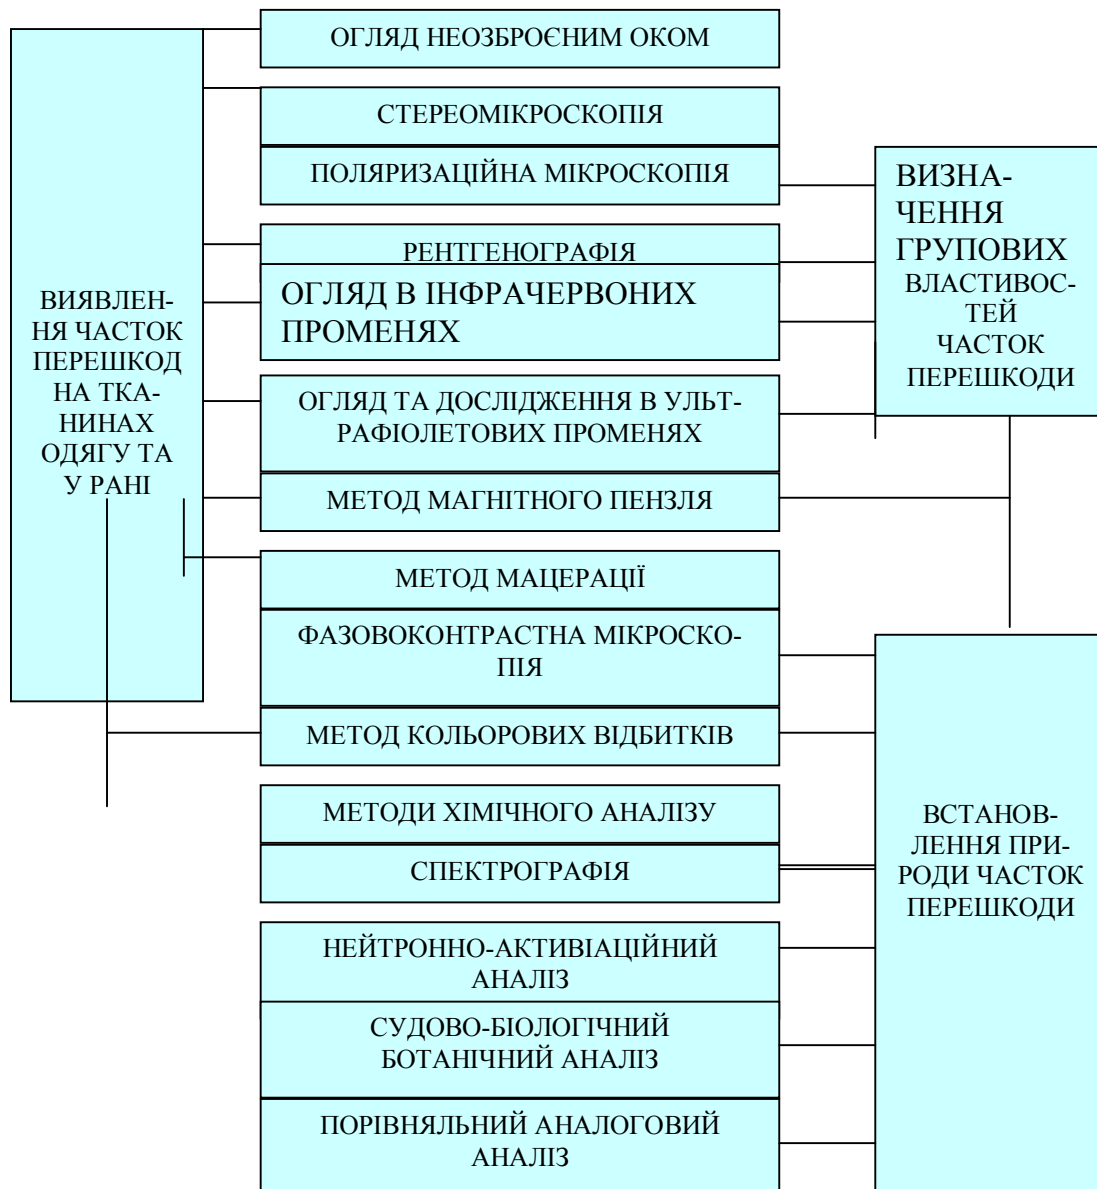 ОГЛЯД НЕОЗБРОЄНИМ ОКОМ
СТЕРЕОМІКРОСКОПІЯ
ПОЛЯРИЗАЦІЙНА МІКРОСКОПІЯ
РЕНТГЕНОГРАФІЯ
ОГЛЯД В ІНФРАЧЕРВОНИХ
ПРОМЕНЯХ
ОГЛЯД ТА ДОСЛІДЖЕННЯ В УЛЬТ-
РАФІОЛЕТОВИХ ПРОМЕНЯХ
МЕТОД МАГНІТНОГО ПЕНЗЛЯ
МЕТОД МАЦЕРАЦІЇ
ФАЗОВОКОНТРАСТНА МІКРОСКО-
ПІЯ
МЕТОД КОЛЬОРОВИХ ВІДБИТКІВ
МЕТОДИ ХІМІЧНОГО АНАЛІЗУ
СПЕКТРОГРАФІЯ
НЕЙТРОННО-АКТИВІАЦІЙНИЙ
АНАЛІЗ
СУДОВО-БІОЛОГІЧНИЙ
БОТАНІЧНИЙ АНАЛІЗ
ПОРІВНЯЛЬНИЙ АНАЛОГОВИЙ
АНАЛІЗ
ВИЯВЛЕН-
НЯ ЧАСТОК
ПЕРЕШКОД
НА ТКА-
НИНАХ
ОДЯГУ ТА
У РАНІ
ВИЗНА-
ЧЕННЯ
ГРУПОВИХ
ВЛАСТИВОС-
ТЕЙ
ЧАСТОК
ПЕРЕШКОДИ
ВСТАНОВ-
ЛЕННЯ ПРИ-
РОДИ ЧАСТОК
ПЕРЕШКОДИ